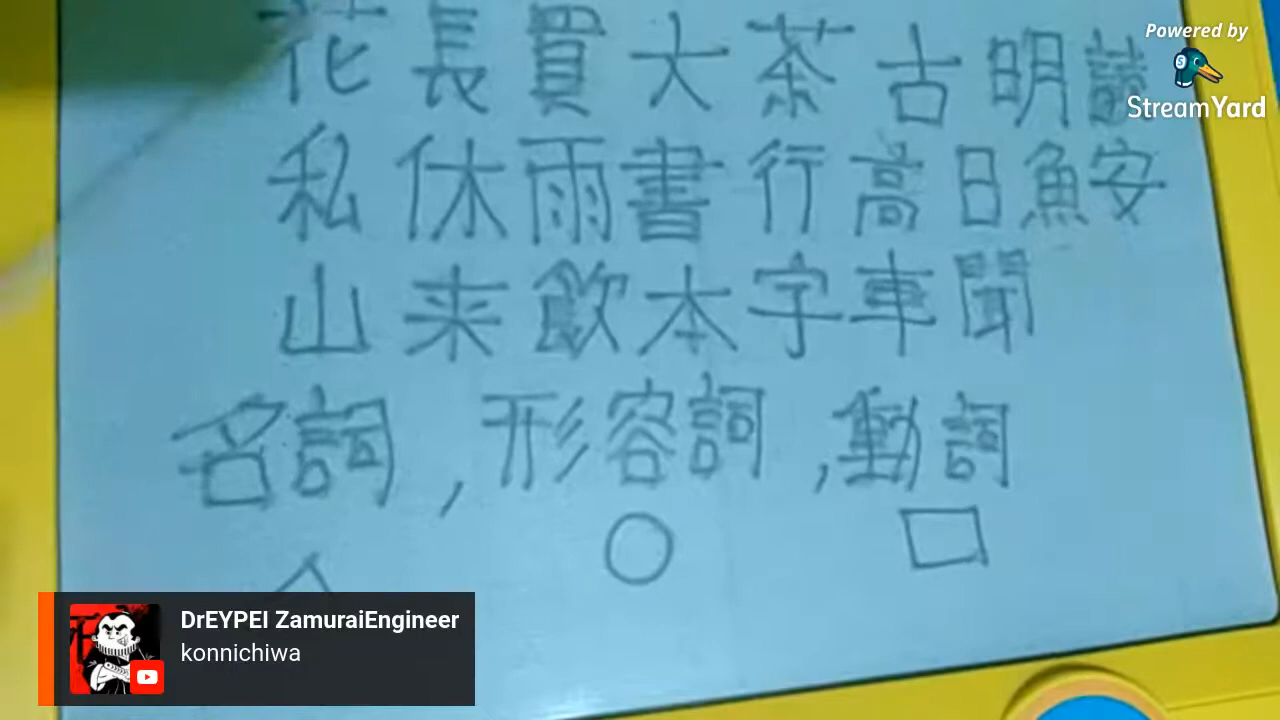 Powered by
StreamYard
花 長 買 大 茶 古 明 読
私 休 雨 書 行 高 日 魚 安
山 来 飲 本 字 車 聞
名詞 , 形容詞 , 動詞
DrEYPEI ZamuraiEngineer
konnichiwa